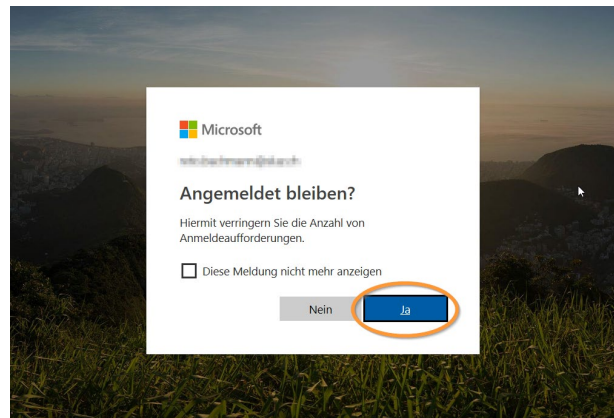 Microsoft
Angemeldet bleiben?
Hiermit verringern Sie die Anzahl von
Anmeldeaufforderungen.
Diese Meldung nicht mehr anzeigen
Nein
Ja